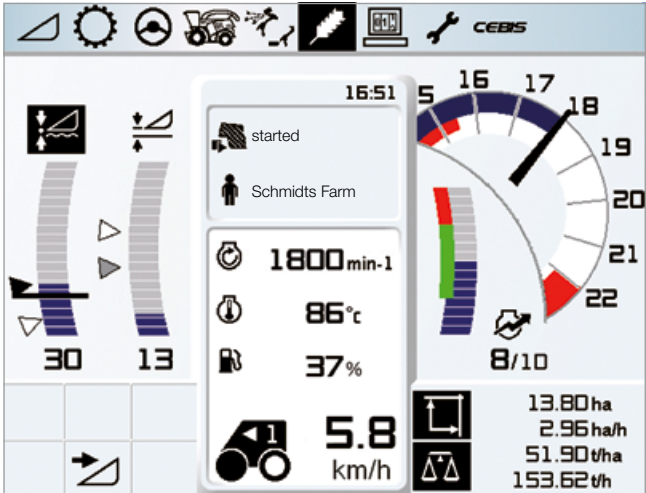 CEBIS
16:51
started
Schmidts Farm
1800 min-1
86°c
37%
1
5.8
km/h
30
13
5
16
17
18
19
20
21
22
8/10
13.80 ha
2.96 ha/h
51.90 t/ha
153.62 t/h